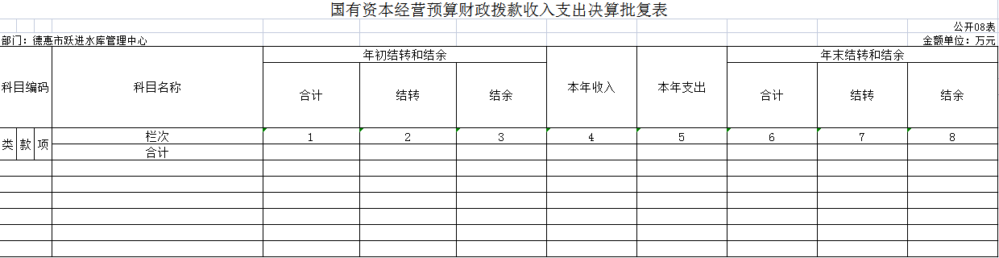 国有资本经营预算财政拨款收入支出决算批复表
公开08表
部门：德惠市跃进水库管理中心 金额单位：万元
科目编码 科目名称 年初结转和结余 本年收入 本年支出 年末结转和结余
合计 结转 结余 合计 结转 结余
类 款 项 栏次 1 2 3 4 5 6 7 8
合计